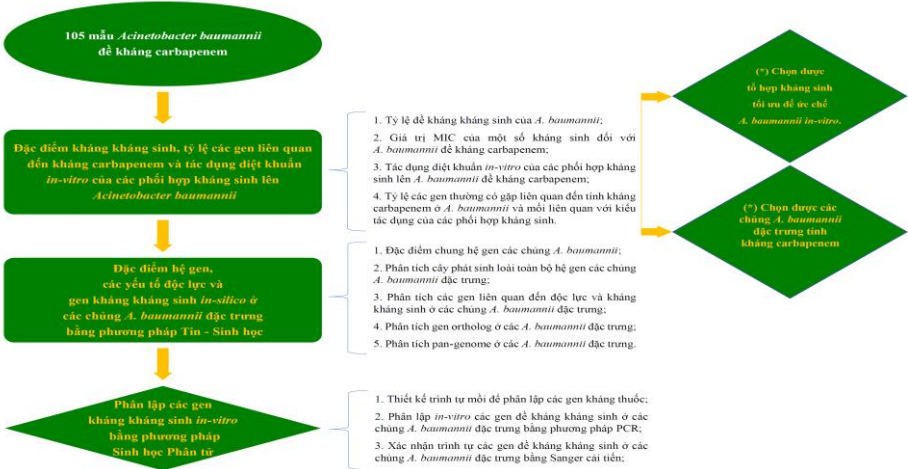 105 mẫu Acinetobacter baumannii
đề kháng carbapenem
Đặc điểm kháng kháng sinh, tỷ lệ các gen liên quan
đến kháng carbapenem và tác dụng diệt khuẩn
in-vitro của các phối hợp kháng sinh lên
Acinetobacter baumannii
1. Tỷ lệ đề kháng kháng sinh của A. baumannii;
2. Giá trị MIC của một số kháng sinh đối với
A. baumannii đề kháng carbapenem;
3. Tác dụng diệt khuẩn in-vitro của các phối hợp kháng
sinh lên A. baumannii đề kháng carbapenem;
4. Tỷ lệ các gen thường có gặp liên quan đến tính kháng
carbapenem ở A. baumannii và mối liên quan với kiểu
tác dụng của các phối hợp kháng sinh.
(*) Chọn được
tổ hợp kháng sinh
tối ưu để ức chế
A. baumannii in-vitro.
(*) Chọn được các
chủng A. baumannii
đặc trưng tính
kháng carbapenem
Đặc điểm hệ gen,
các yếu tố độc lực và
gen kháng kháng sinh in-silico ở
các chủng A. baumannii đặc trưng
bằng phương pháp Tin - Sinh học
1. Đặc điểm chung hệ gen các chủng A. baumannii;
2. Phân tích cây phát sinh loài toàn bộ hệ gen các chủng
A. baumannii đặc trưng;
3. Phân tích các gen liên quan đến độc lực và kháng
kháng sinh ở các chủng A. baumannii đặc trưng;
4. Phân tích gen ortholog ở các A. baumannii đặc trưng;
5. Phân tích pan-genome ở các A. baumannii đặc trưng.
Phân lập các gen
kháng kháng sinh in-vitro
bằng phương pháp
Sinh học Phân tử
1. Thiết kế trình tự mồi để phân lập các gen kháng thuốc;
2. Phân lập in-vitro các gen đề kháng kháng sinh ở các
chủng A. baumannii đặc trưng bằng phương pháp PCR;
3. Xác nhận trình tự các gen đề kháng kháng sinh ở các
chủng A. baumannii đặc trưng bằng Sanger cải tiến;